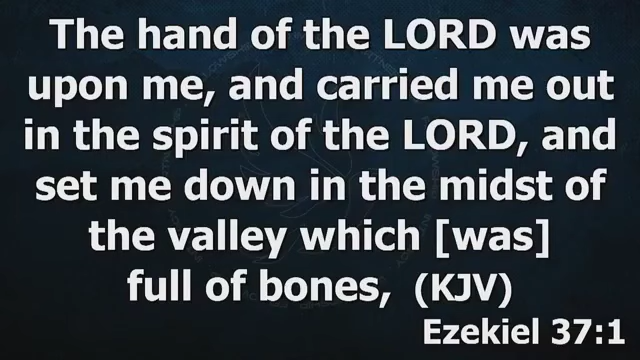 The hand of the LORD was
upon me, and carried me out
in the spirit of the LORD, and
set me down in the midst of
the valley which [was]
full of bones, (KJV)
Ezekiel 37:1